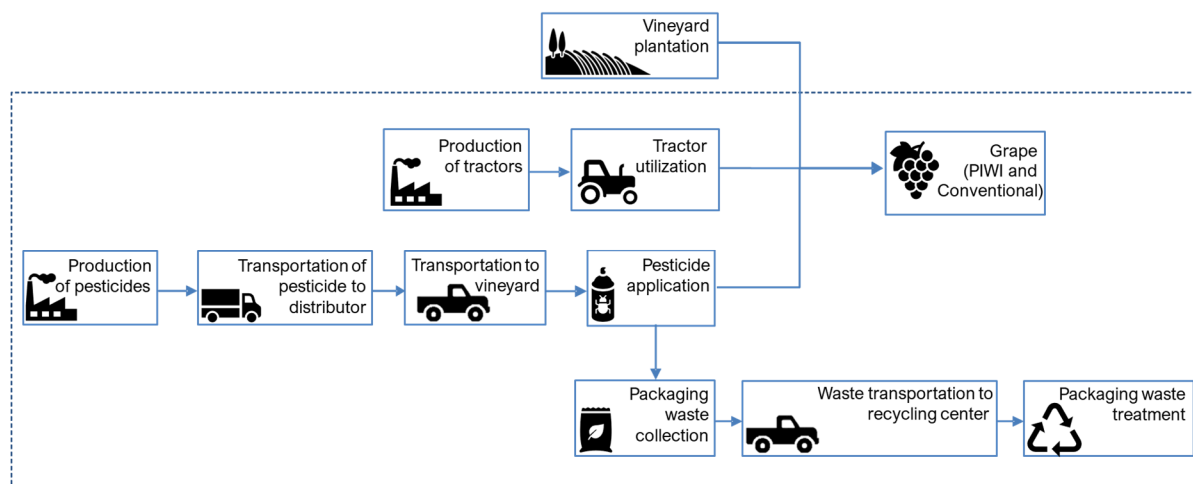 Vineyard
plantation
Production
of tractors
Tractor
utilization
Grape
(PIWI and
Conventional)
Production
of pesticides
Transportation of
pesticide to
distributor
Transportation to
vineyard
Pesticide
application
Packaging
waste
collection
Waste transportation to
recycling center
Packaging waste
treatment